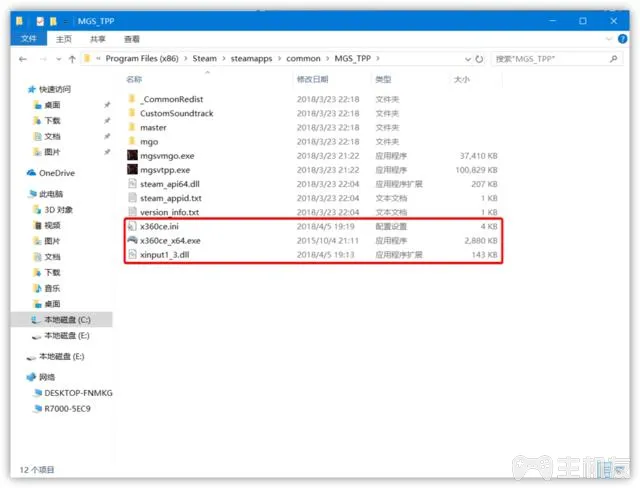 MGS_TPP
文件 主页 共享 查看
Program Files (x86) › Steam › steamapps › common › MGS_TPP ›
搜索"MGS_TPP"
名称 修改日期 类型 大小
快速访问
桌面
下载
文档
图片
OneDrive
此电脑
3D 对象
视频
图片
文档
下载
音乐
桌面
本地磁盘 (C:)
本地磁盘 (E:)
本地磁盘 (E:)
网络
DESKTOP-FNMKG
R7000-5EC9
_CommonRedist 2018/3/23 22:18 文件夹
CustomSoundtrack 2018/3/23 22:18 文件夹
master 2018/3/23 22:18 文件夹
mgo 2018/3/23 22:18 文件夹
mgsvmgo.exe 2018/3/23 21:22 应用程序 37,410 KB
mgsvtpp.exe 2018/3/23 21:22 应用程序 100,829 KB
steam_api64.dll 2018/3/23 22:04 应用程序扩展 207 KB
steam_appid.txt 2018/3/23 22:04 文本文档 1 KB
version_info.txt 2018/3/23 22:04 文本文档 1 KB
x360ce.ini 2018/4/5 19:19 配置设置 4 KB
x360ce_x64.exe 2015/10/4 21:11 应用程序 2,880 KB
xinput1_3.dll 2018/4/5 19:13 应用程序扩展 143 KB
12 个项目
主机友